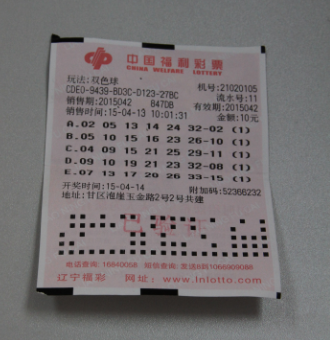 中国福利彩票
CHINA WELFARE LOTTERY
玩法:双色球 机号:21020105
CDE0-9439-BD3C-D123-27BC 流水号:11
销售期:2015042 847DB 有效期:2015042
销售时间:15-04-13 10:01:31 金额:10元
A.02 05 13 14 24 32-02 (1)
B.05 10 15 16 23 26-10 (1)
C.04 09 15 21 25 29-11 (1)
D.09 10 19 21 23 32-08 (1)
E.07 13 17 20 26 33-15 (1)
开奖时间:15-04-14 附加码:52366232
地址:甘区淮崖玉金路2号2号共建
辽宁福彩 网址:www.lnlotto.com